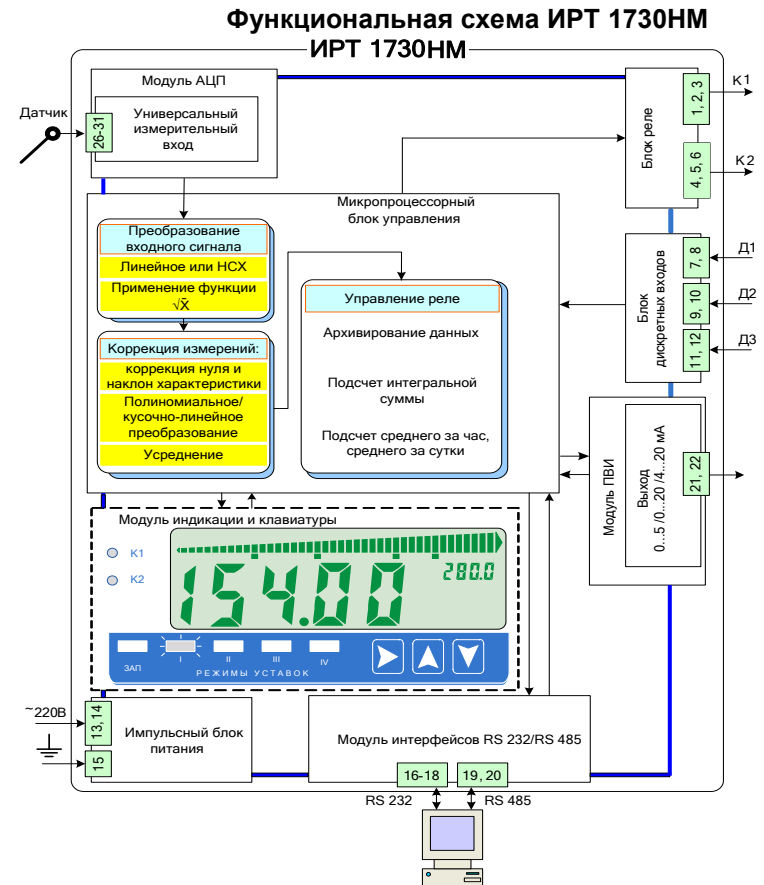 Функциональная схема ИРТ 1730НМ
ИРТ 1730НМ
Модуль АЦП
Датчик
26-31
Универсальный
измерительный
вход
Блок реле
1, 2, 3
К1
4, 5, 6
К2
Микропроцессорный
блок управления
Преобразование
входного сигнала
Линейное или НСХ
Применение функции
√X̄
Коррекция измерений:
коррекция нуля и
наклон характеристики
Полиномиальное/
кусочно-линейное
преобразование
Усреднение
Управление реле
Архивирование данных
Подсчет интегральной
суммы
Подсчет среднего за час,
среднего за сутки
Блок
дискретных входов
7, 8
Д1
9, 10
Д2
11, 12
Д3
Модуль ПВИ
Выход
0...5 /0...20 /4...20 мА
21, 22
Модуль индикации и клавиатуры
К1
К2
154.00
280.0
ЗАП
I
II
III
IV
РЕЖИМЫ УСТАВОК
~220В
13,14
15
Импульсный блок
питания
Модуль интерфейсов RS 232/RS 485
16-18
19, 20
RS 232
RS 485